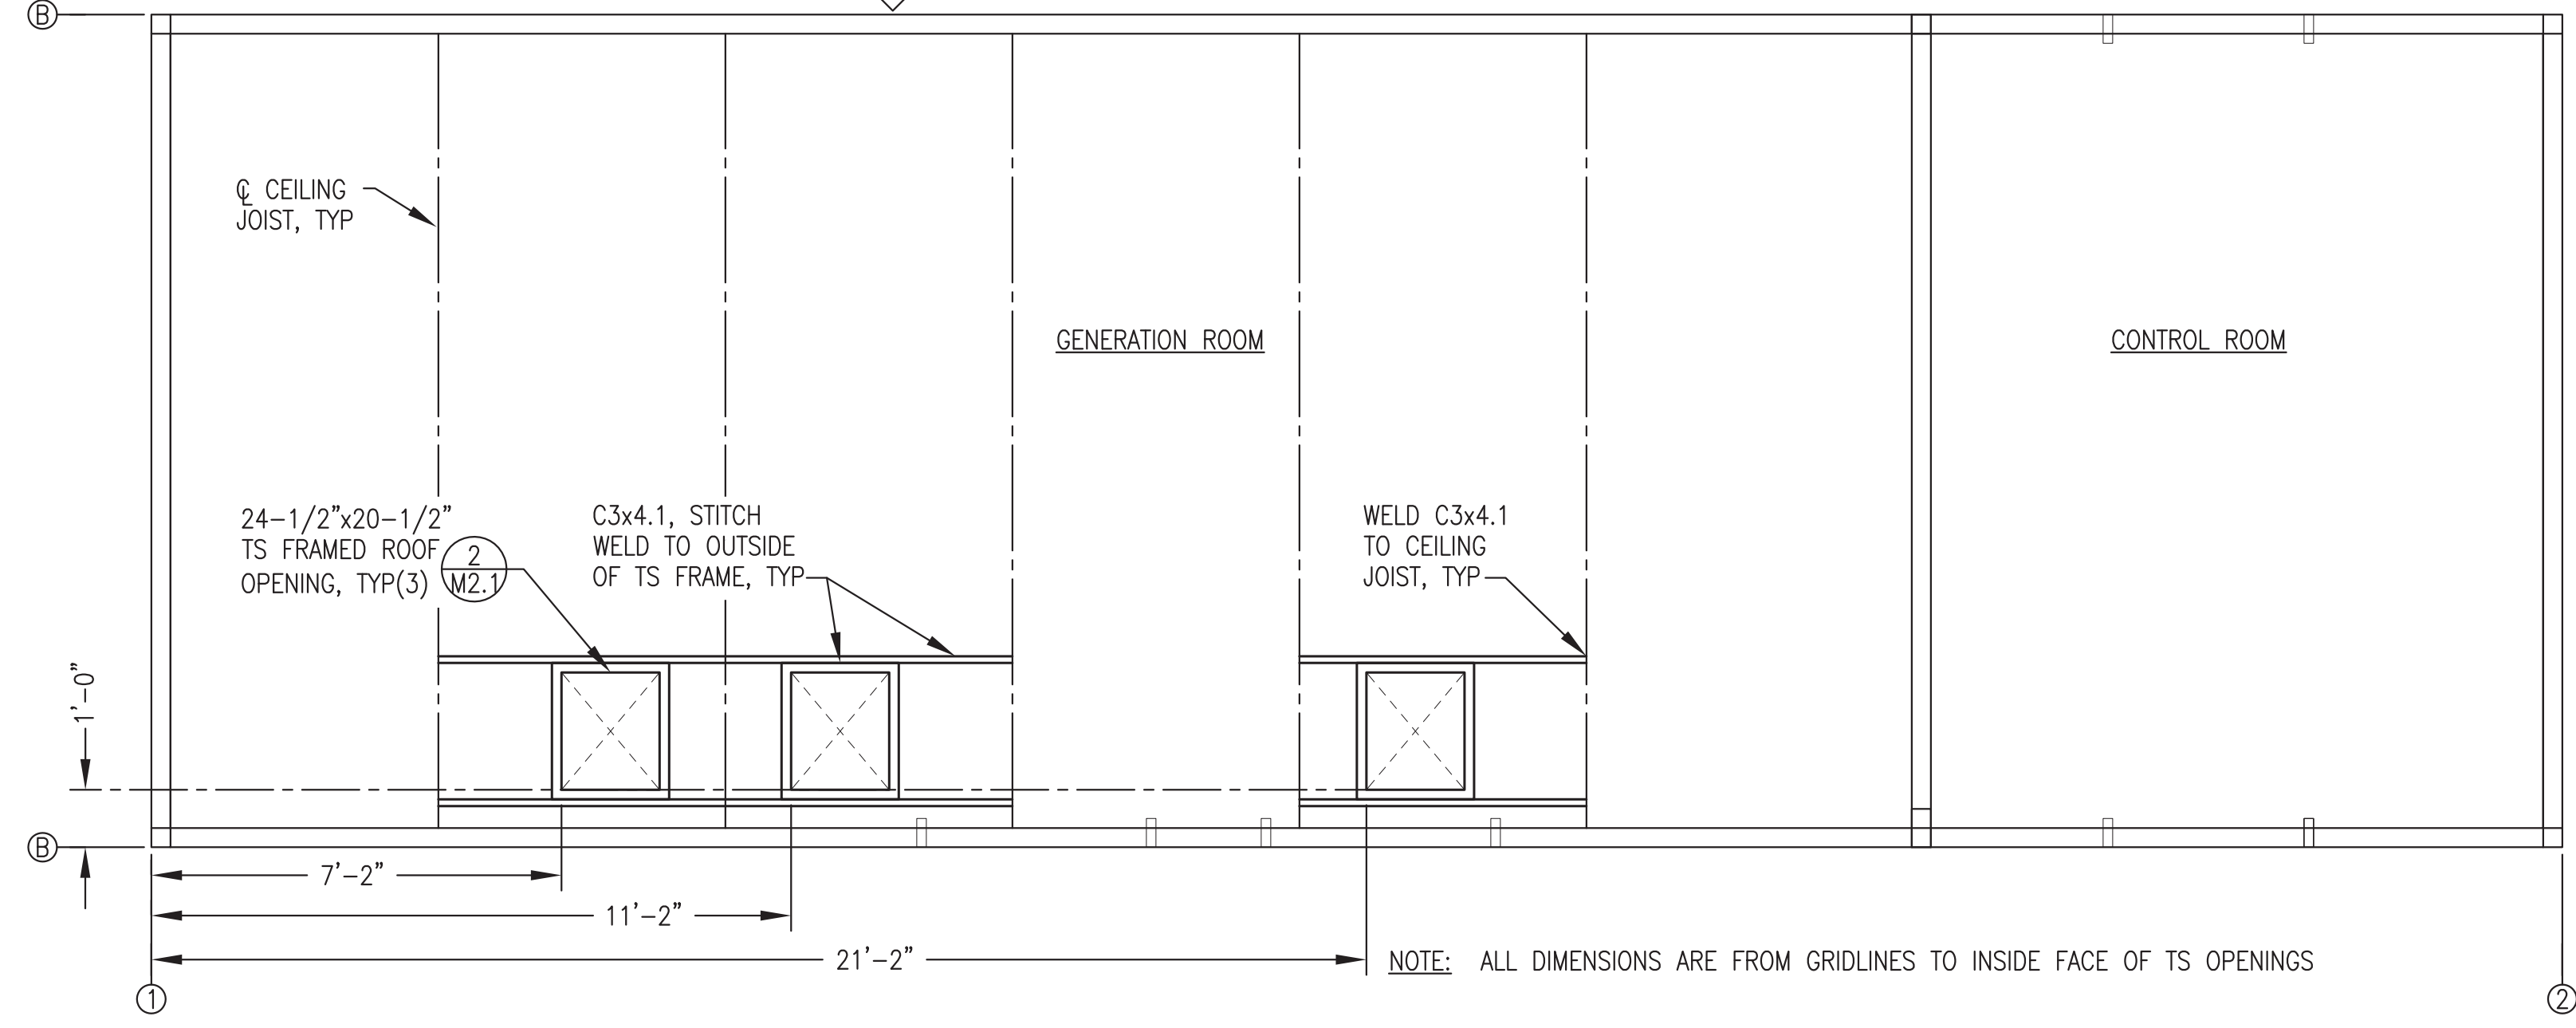 B
℄ CEILING
JOIST, TYP
GENERATION ROOM
CONTROL ROOM
24-1/2"x20-1/2"
TS FRAMED ROOF
OPENING, TYP(3)
2
M2.1
C3x4.1, STITCH
WELD TO OUTSIDE
OF TS FRAME, TYP
WELD C3x4.1
TO CEILING
JOIST, TYP
1'-0"
B
7'-2"
11'-2"
21'-2"
NOTE: ALL DIMENSIONS ARE FROM GRIDLINES TO INSIDE FACE OF TS OPENINGS
1
2